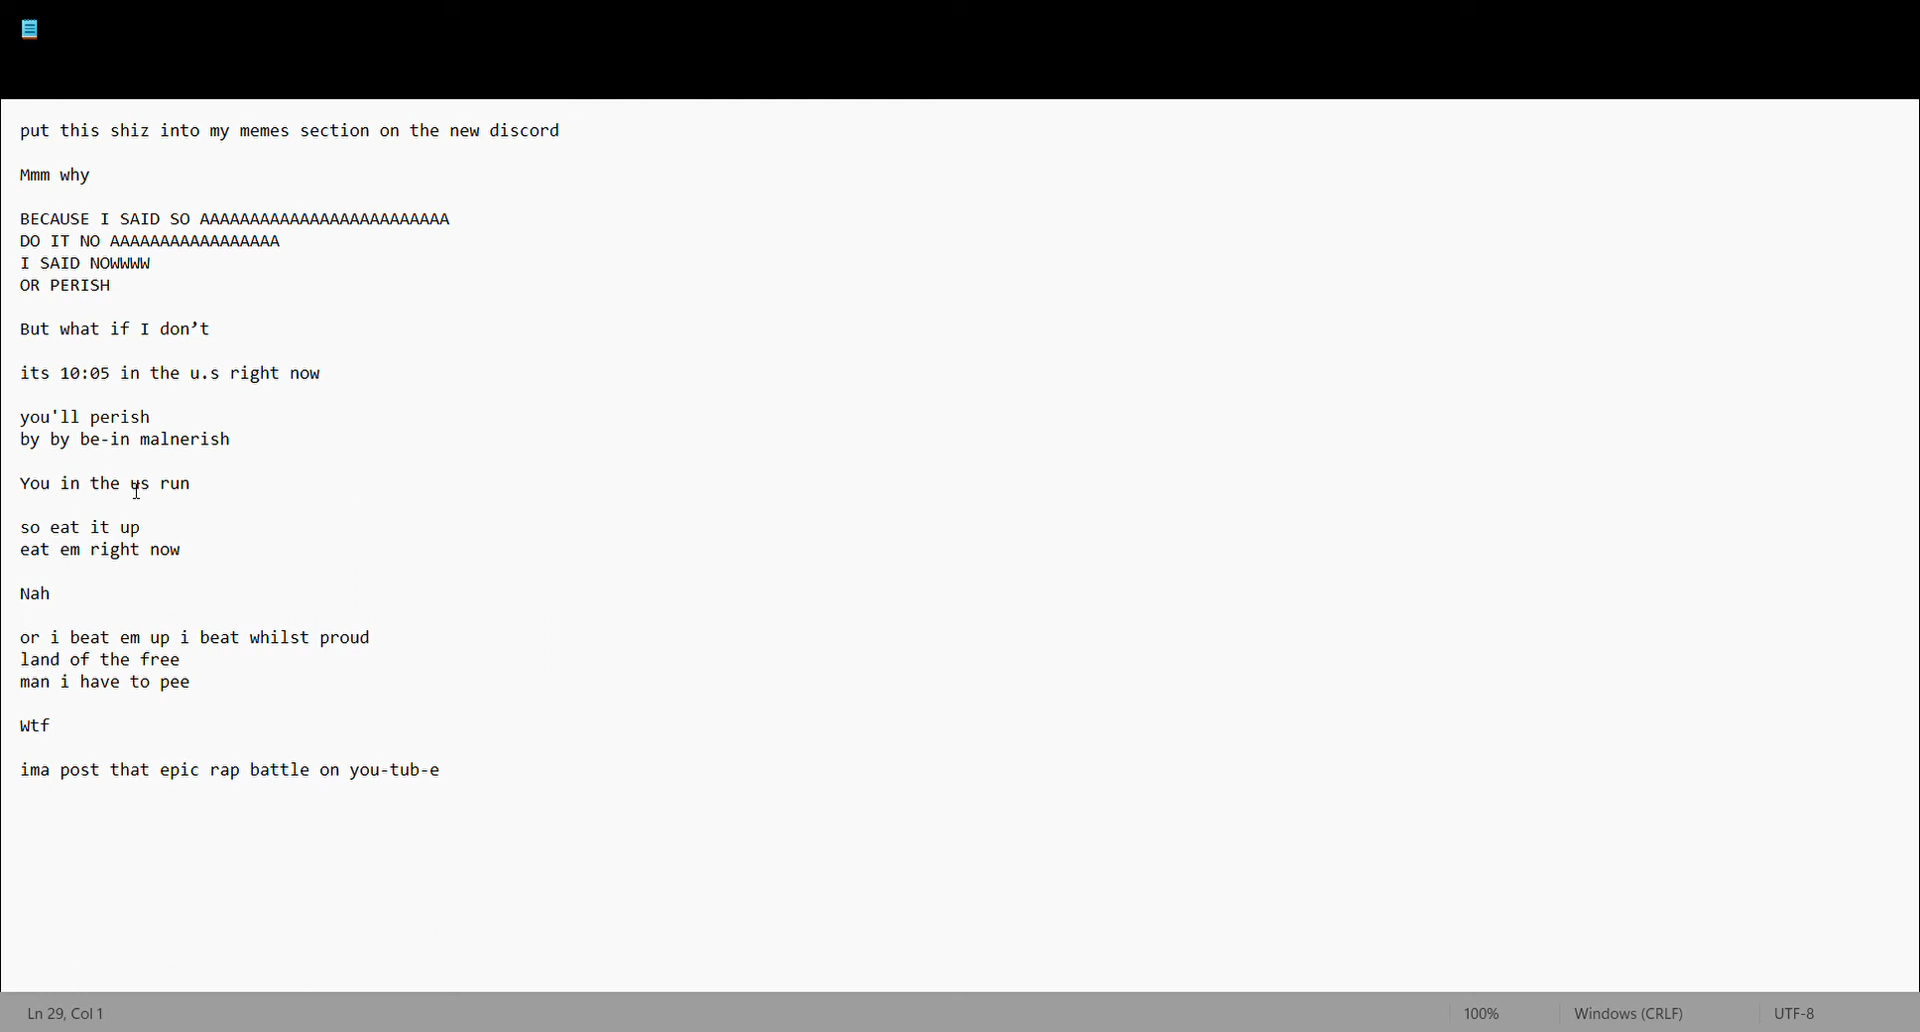 put this shiz into my memes section on the new discord
Mmm why
BECAUSE I SAID SO AAAAAAAAAAAAAAAAAAAAAAAAA
DO IT NO AAAAAAAAAAAAAAAAA
I SAID NOWWWW
OR PERISH
But what if I don’t
its 10:05 in the u.s right now
you'll perish
by by be-in malnerish
You in the us run
so eat it up
eat em right now
Nah
or i beat em up i beat whilst proud
land of the free
man i have to pee
Wtf
ima post that epic rap battle on you-tub-e
Ln 29, Col 1 100% Windows (CRLF) UTF-8